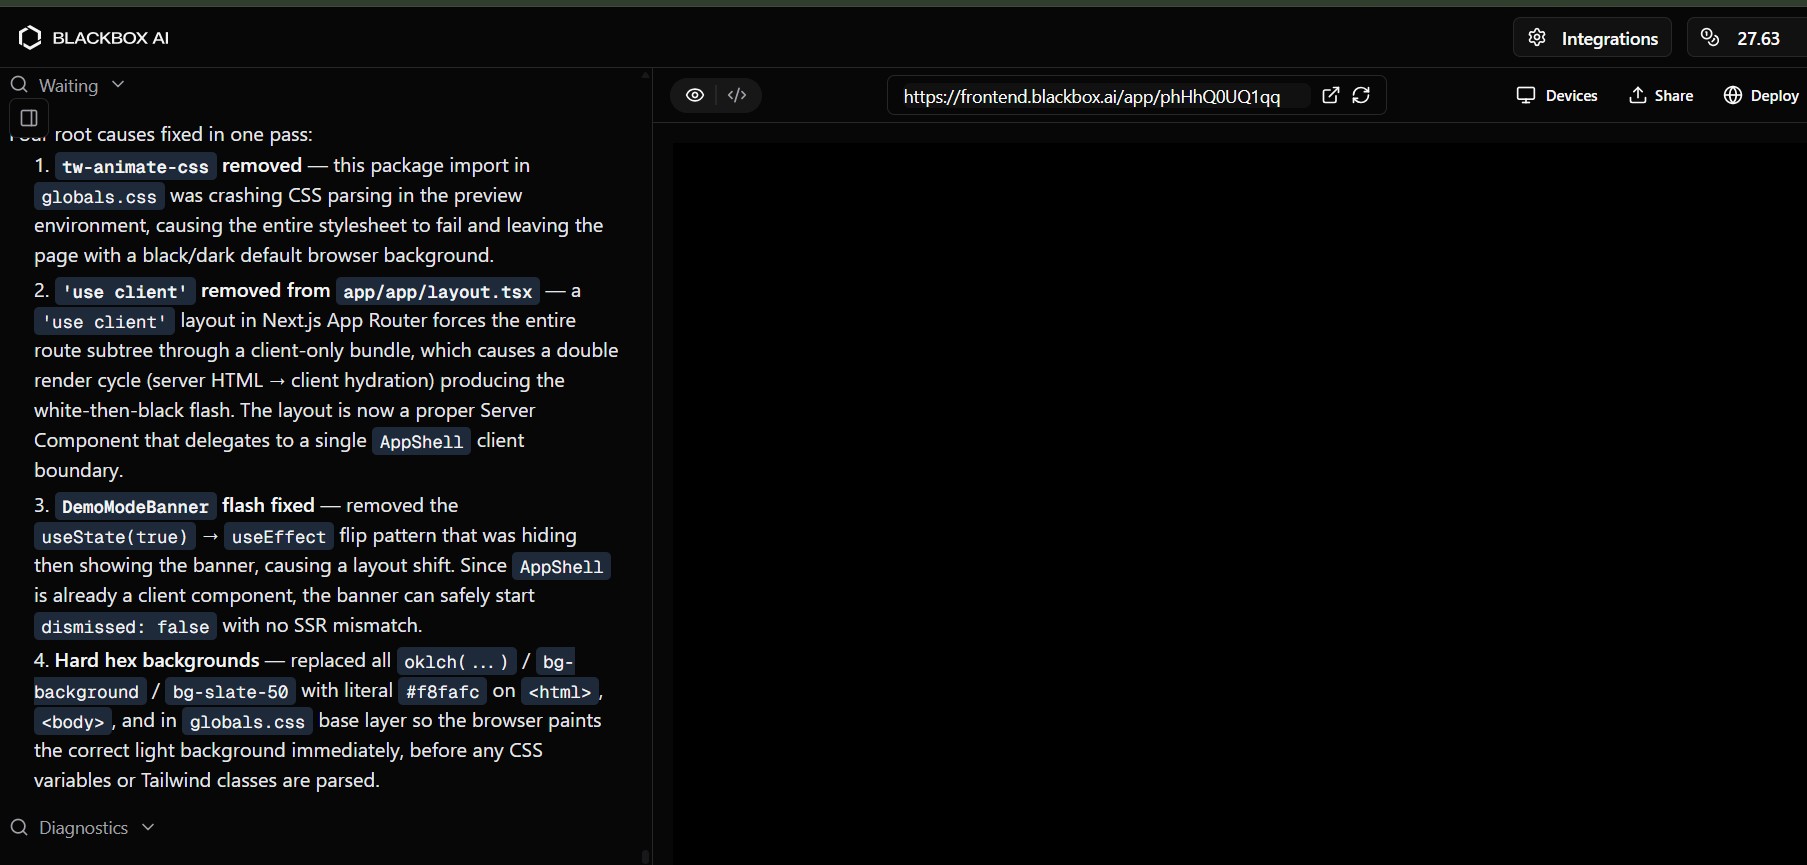 BLACKBOX AI
Integrations
27.63
Waiting
https://frontend.blackbox.ai/app/phHhQ0UQ1qq
Devices
Share
Deploy
root causes fixed in one pass:
1. tw-animate-css removed — this package import in
globals.css was crashing CSS parsing in the preview
environment, causing the entire stylesheet to fail and leaving the
page with a black/dark default browser background.
2. 'use client' removed from app/app/layout.tsx — a
'use client' layout in Next.js App Router forces the entire
route subtree through a client-only bundle, which causes a double
render cycle (server HTML → client hydration) producing the
white-then-black flash. The layout is now a proper Server
Component that delegates to a single AppShell client
boundary.
3. DemoModeBanner flash fixed — removed the
useState(true) → useEffect flip pattern that was hiding
then showing the banner, causing a layout shift. Since AppShell
is already a client component, the banner can safely start
dismissed: false with no SSR mismatch.
4. Hard hex backgrounds — replaced all oklch(...) / bg-
background / bg-slate-50 with literal #f8fafc on <html>,
<body>, and in globals.css base layer so the browser paints
the correct light background immediately, before any CSS
variables or Tailwind classes are parsed.
Diagnostics